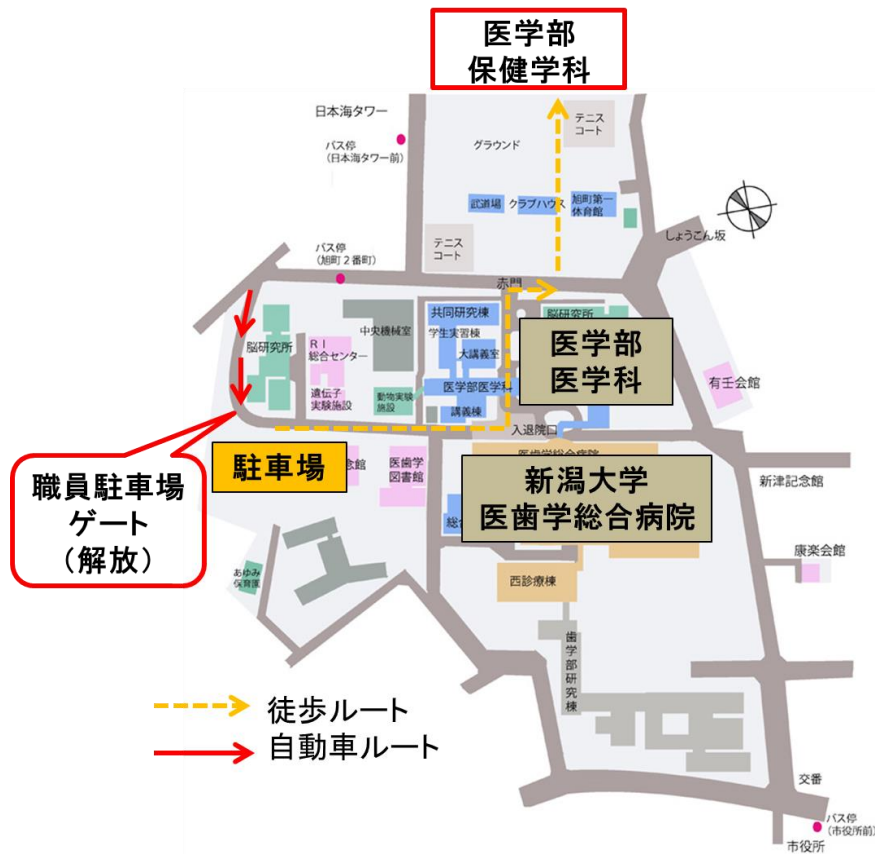 医学部
保健学科
日本海タワー
バス停
(日本海タワー前)
テニス
コート
グラウンド
武道場
クラブハウス
旭町第一
体育館
しょうこん坂
テニス
コート
バス停
(旭町2番町)
赤門
脳研究所
中央機械室
共同研究棟
学生実習棟
大講義室
脳研究所
RI
総合センター
遺伝子
実験施設
動物実験
施設
医学部医学科
講義棟
医学部
医学科
有壬会館
入退院口
医歯学総合病院
駐車場
念館
医歯学
図書館
新潟大学
医歯学総合病院
総合
新津記念館
職員駐車場
ゲート
(解放)
康楽会館
あゆみ
保育園
西診療棟
歯学部研究棟
徒歩ルート
自動車ルート
交番
バス停
(市役所前)
市役所